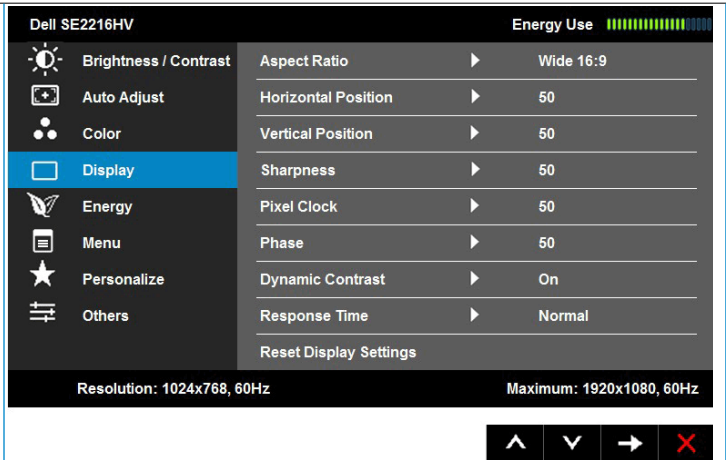 Dell SE2216HV Energy Use
Brightness / Contrast Aspect Ratio Wide 16:9
Auto Adjust Horizontal Position 50
Color Vertical Position 50
Display Sharpness 50
Energy Pixel Clock 50
Menu Phase 50
Personalize Dynamic Contrast On
Others Response Time Normal
Reset Display Settings
Resolution: 1024x768, 60Hz Maximum: 1920x1080, 60Hz